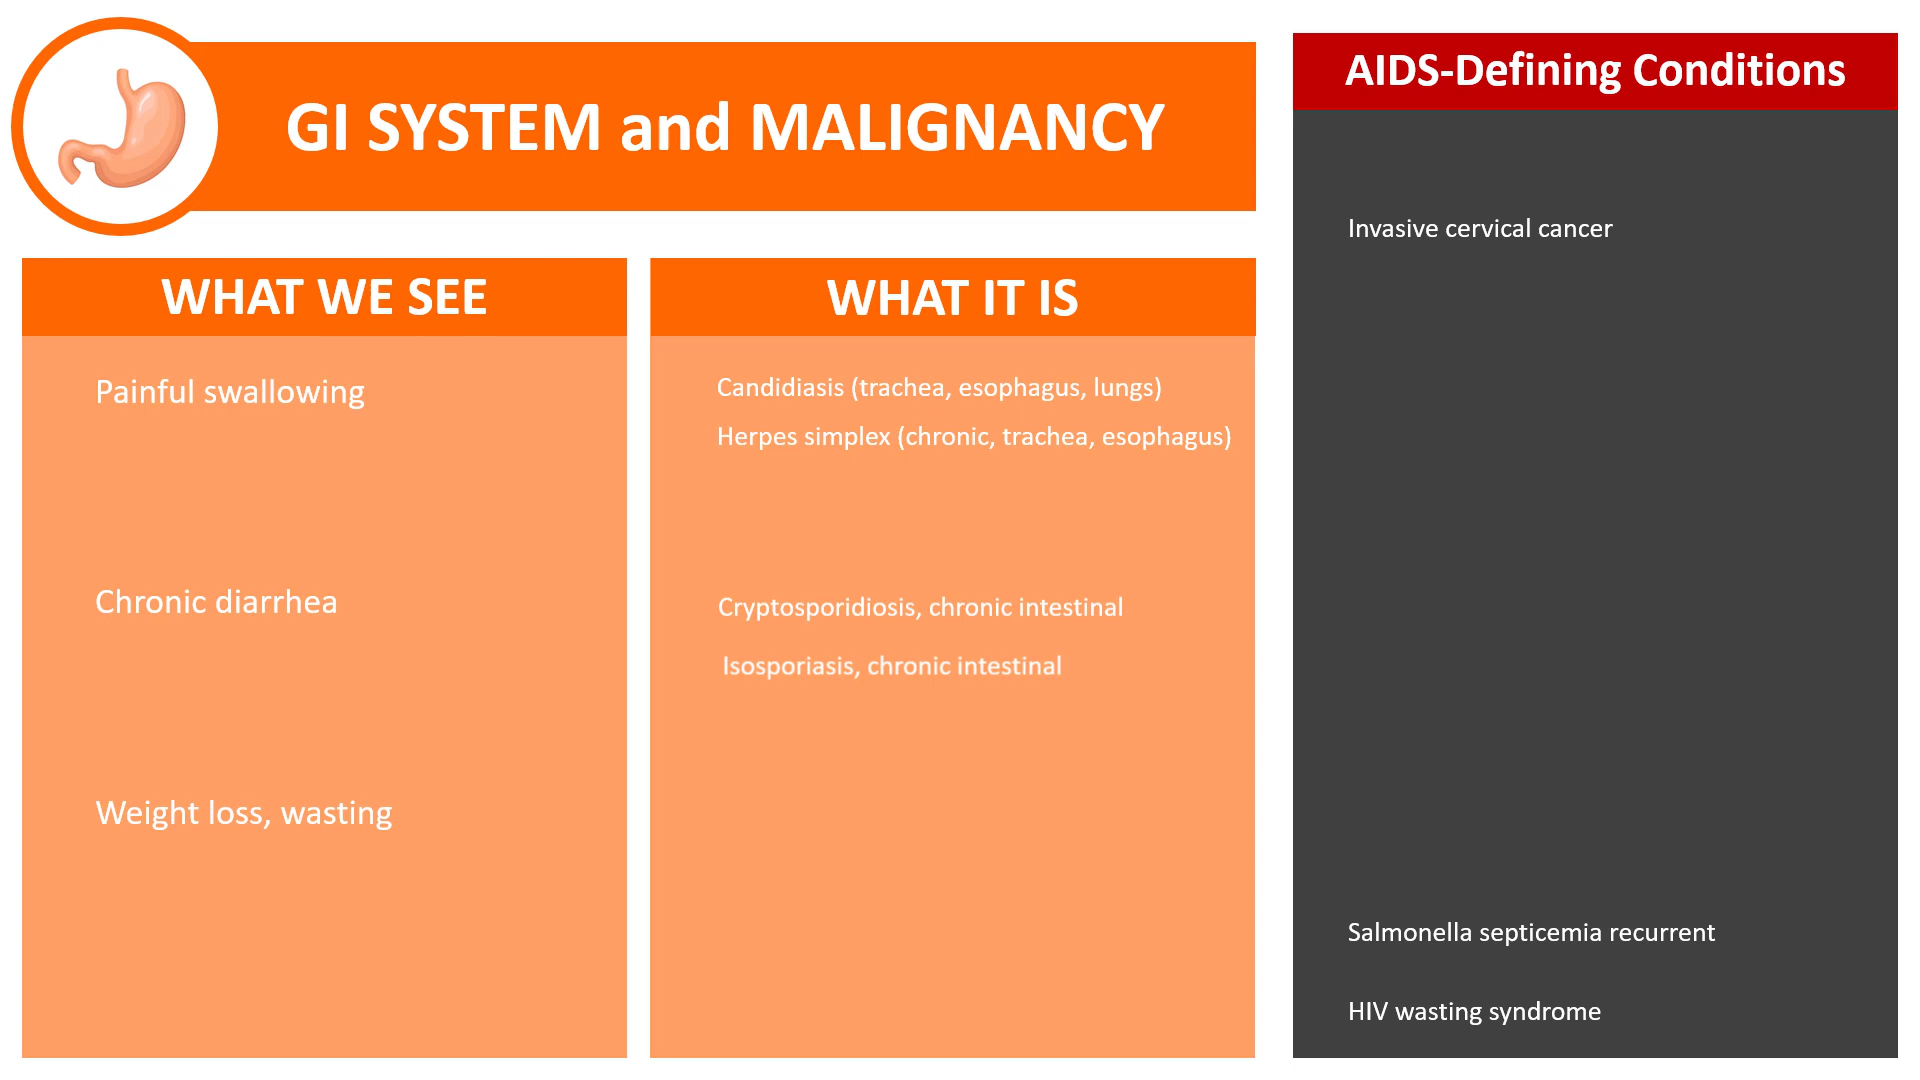 GI SYSTEM and MALIGNANCY
WHAT WE SEE
Painful swallowing
Chronic diarrhea
Weight loss, wasting
WHAT IT IS
Candidiasis (trachea, esophagus, lungs)
Herpes simplex (chronic, trachea, esophagus)
Cryptosporidiosis, chronic intestinal
Isosporiasis, chronic intestinal
AIDS-Defining Conditions
Invasive cervical cancer
Salmonella septicemia recurrent
HIV wasting syndrome